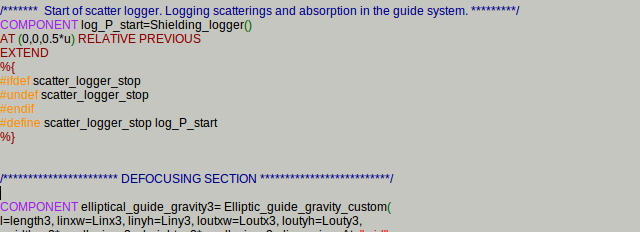 /******* Start of scatter logger. Logging scatterings and absorption in the guide system. *********/
COMPONENT log_P_start=Shielding_logger()
AT (0,0,0.5*u) RELATIVE PREVIOUS
EXTEND
%{
#ifdef scatter_logger_stop
#undef scatter_logger_stop
#endif
#define scatter_logger_stop log_P_start
%}
/*********************** DEFOCUSING SECTION **************************/
COMPONENT elliptical_guide_gravity3= Elliptic_guide_gravity_custom(
l=length3, linxw=Linx3, linyh=Liny3, loutxw=Loutx3, loutyh=Louty3,